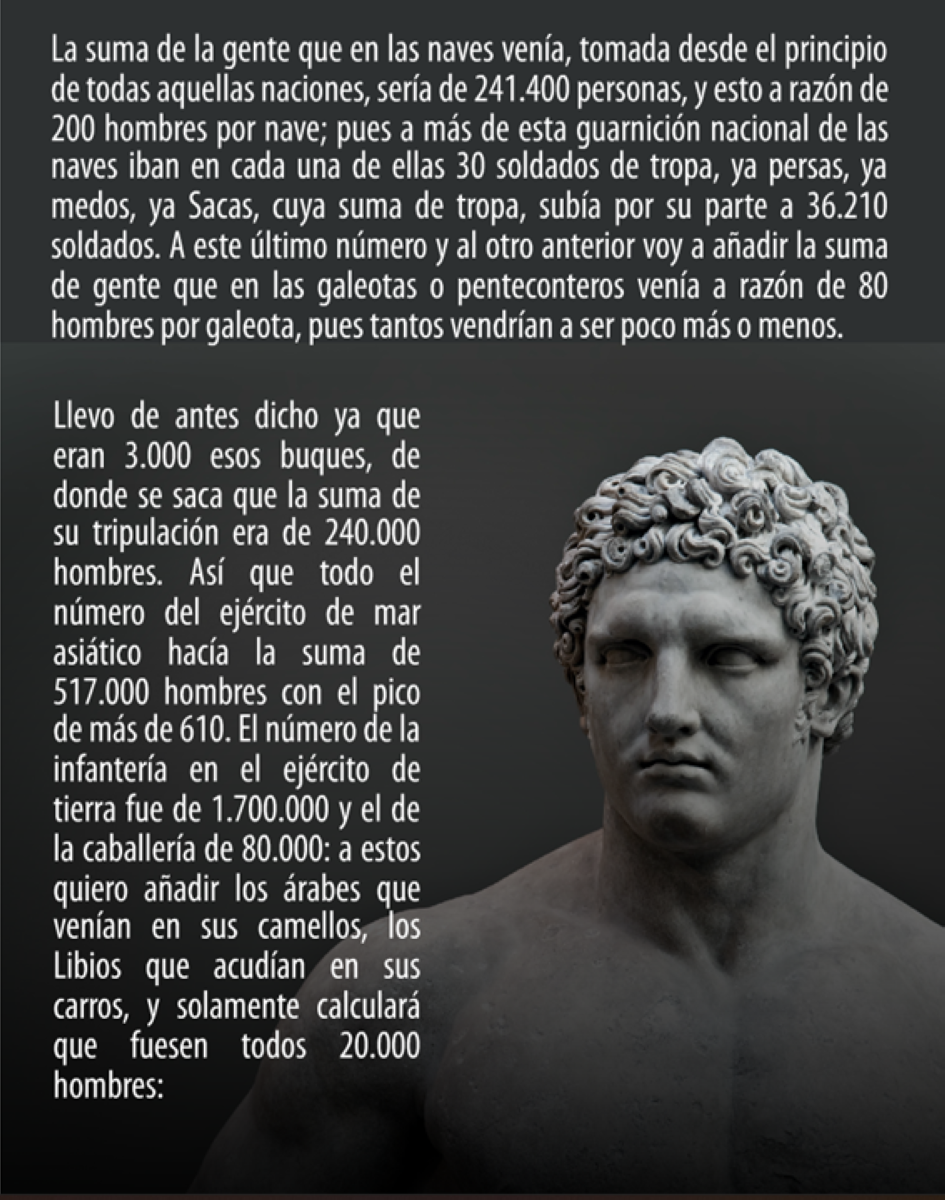 La suma de la gente que en las naves venía, tomada desde el principio
de todas aquellas naciones, sería de 241.400 personas, y esto a razón de
200 hombres por nave; pues a más de esta guarnición nacional de las
naves iban en cada una de ellas 30 soldados de tropa, ya persas, ya
medos, ya Sacas, cuya suma de tropa, subía por su parte a 36.210
soldados. A este último número y al otro anterior voy a añadir la suma
de gente que en las galeotas o penteconteros venía a razón de 80
hombres por galeota, pues tantos vendrían a ser poco más o menos.
Llevo de antes dicho ya que
eran 3.000 esos buques, de
donde se saca que la suma de
su tripulación era de 240.000
hombres. Así que todo el
número del ejército de mar
asiático hacía la suma de
517.000 hombres con el pico
de más de 610. El número de la
infantería en el ejército de
tierra fue de 1.700.000 y el de
la caballería de 80.000: a estos
quiero añadir los árabes que
venían en sus camellos, los
Libios que acudían en sus
carros, y solamente calculará
que fuesen todos 20.000
hombres: